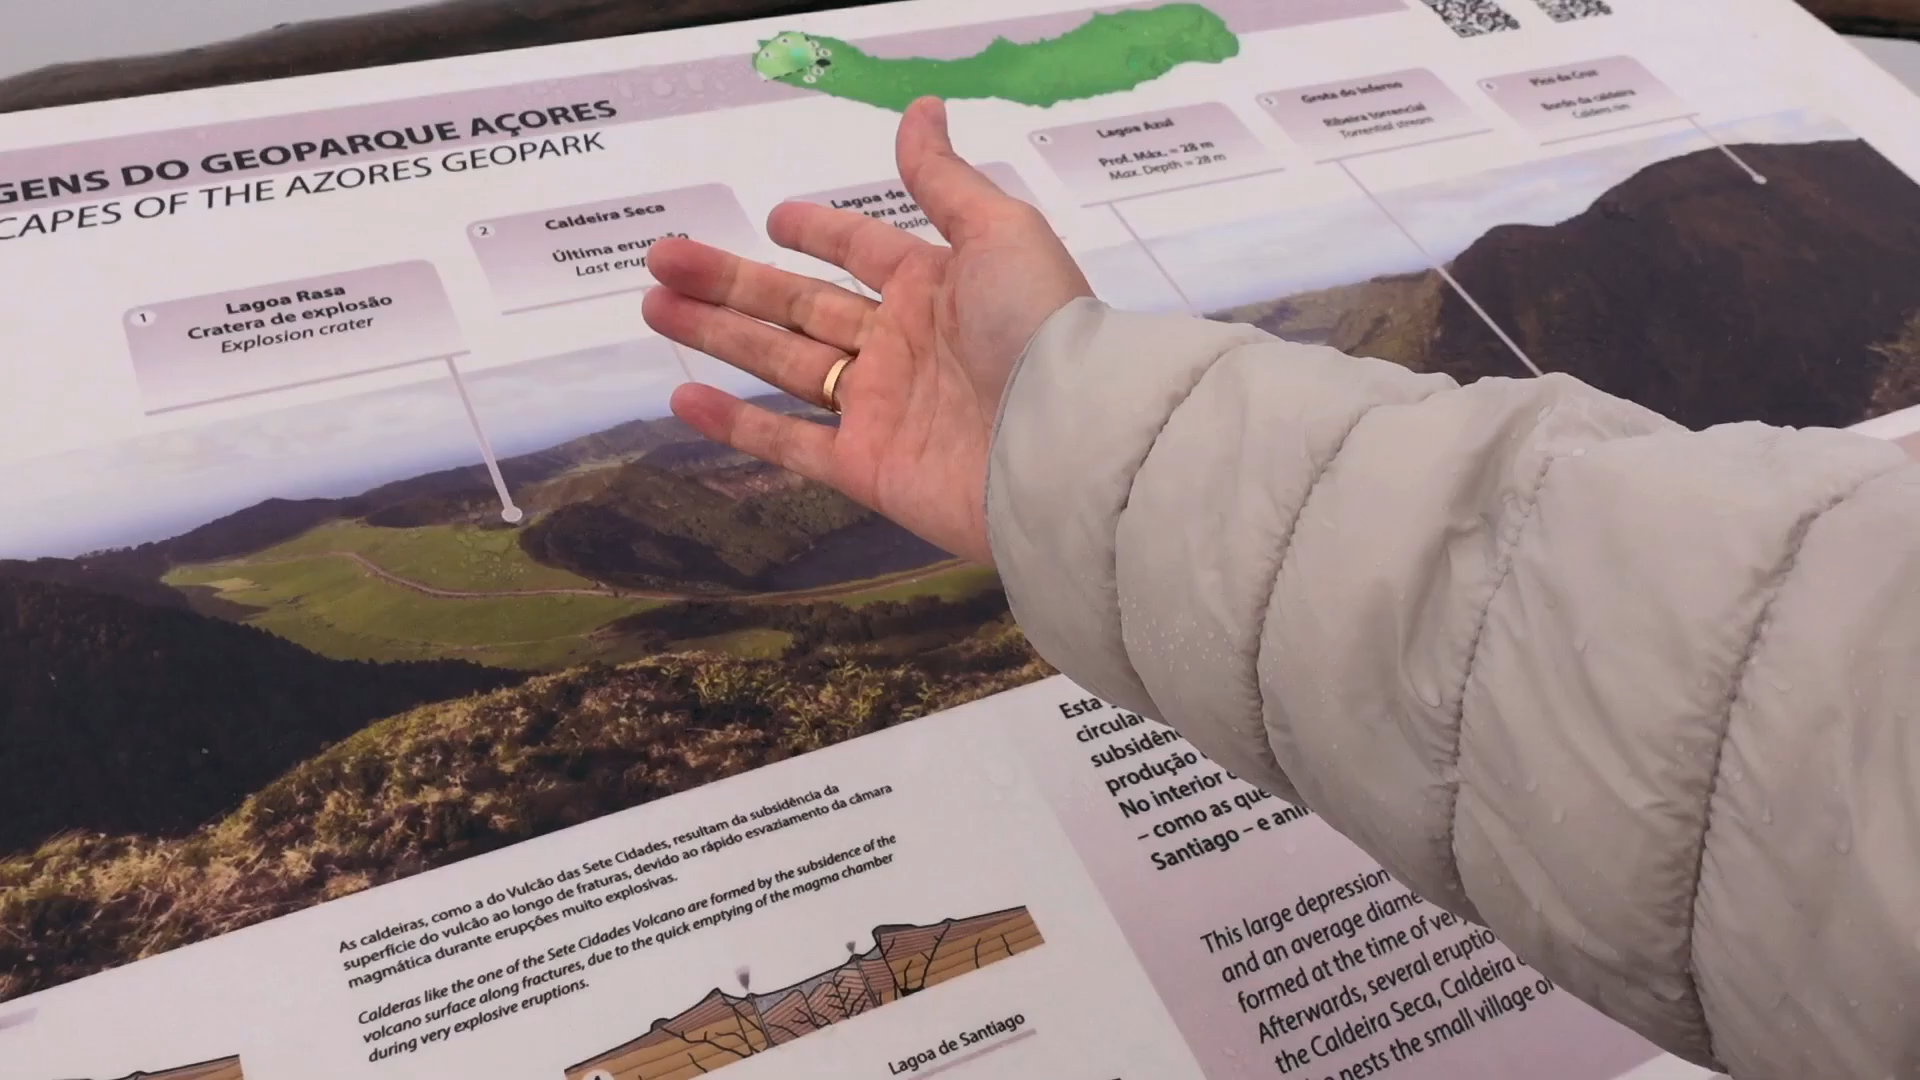 GENS DO GEOPARQUE AÇORES
CAPES OF THE AZORES GEOPARK
1
Lagoa Rasa
Cratera de explosão
Explosion crater
2
Caldeira Seca
Última
Last
Lagoa de
4
Lagoa Azul
Prof. Máx. = 28 m
Max. Depth = 28 m
5
Grota do Inferno
Ribeira torrencial
Torrential stream
6
Pico da Cruz
Bordo da caldeira
Caldera rim
As caldeiras, como a do Vulcão das Sete Cidades, resultam da subsidência da
superfície do vulcão ao longo de fraturas, devido ao rápido esvaziamento da câmara
magmática durante erupções muito explosivas.
Calderas like the one of the Sete Cidades Volcano are formed by the subsidence of the
volcano surface along fractures, due to the quick emptying of the magma chamber
during very explosive eruptions.
Lagoa de Santiago
Esta
circular
subsidên
produção
No interior
– como as que
Santiago – e
This large depression
and an average
formed at the time of
Afterwards, several
the Caldeira Seca, Caldeira
nests the small village of